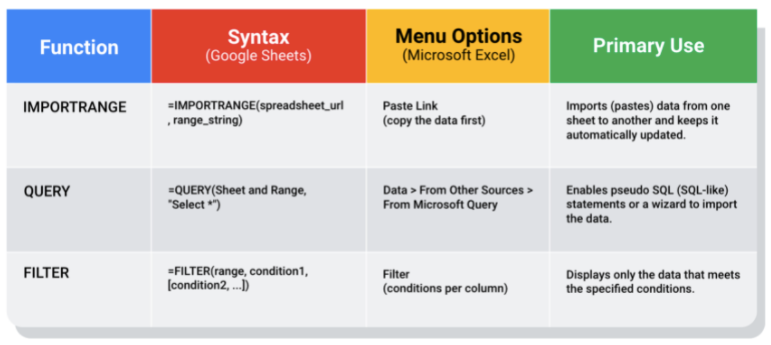 Function
Syntax
(Google Sheets)
Menu Options
(Microsoft Excel)
Primary Use
IMPORTRANGE
=IMPORTRANGE(spreadsheet_url
, range_string)
Paste Link
(copy the data first)
Imports (pastes) data from one
sheet to another and keeps it
automatically updated.
QUERY
=QUERY(Sheet and Range,
"Select *")
Data > From Other Sources >
From Microsoft Query
Enables pseudo SQL (SQL-like)
statements or a wizard to import
the data.
FILTER
=FILTER(range, condition1,
[condition2, ...])
Filter
(conditions per column)
Displays only the data that meets
the specified conditions.